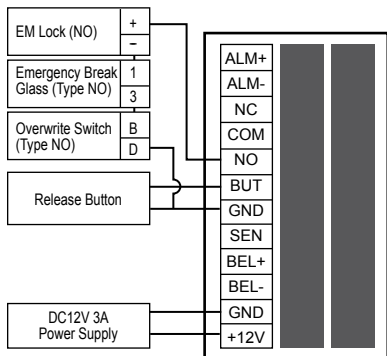 EM Lock (NO)
+
–
Emergency Break
Glass (Type NO)
1
3
Overwrite Switch
(Type NO)
B
D
Release Button
DC12V 3A
Power Supply
ALM+
ALM-
NC
COM
NO
BUT
GND
SEN
BEL+
BEL-
GND
+12V